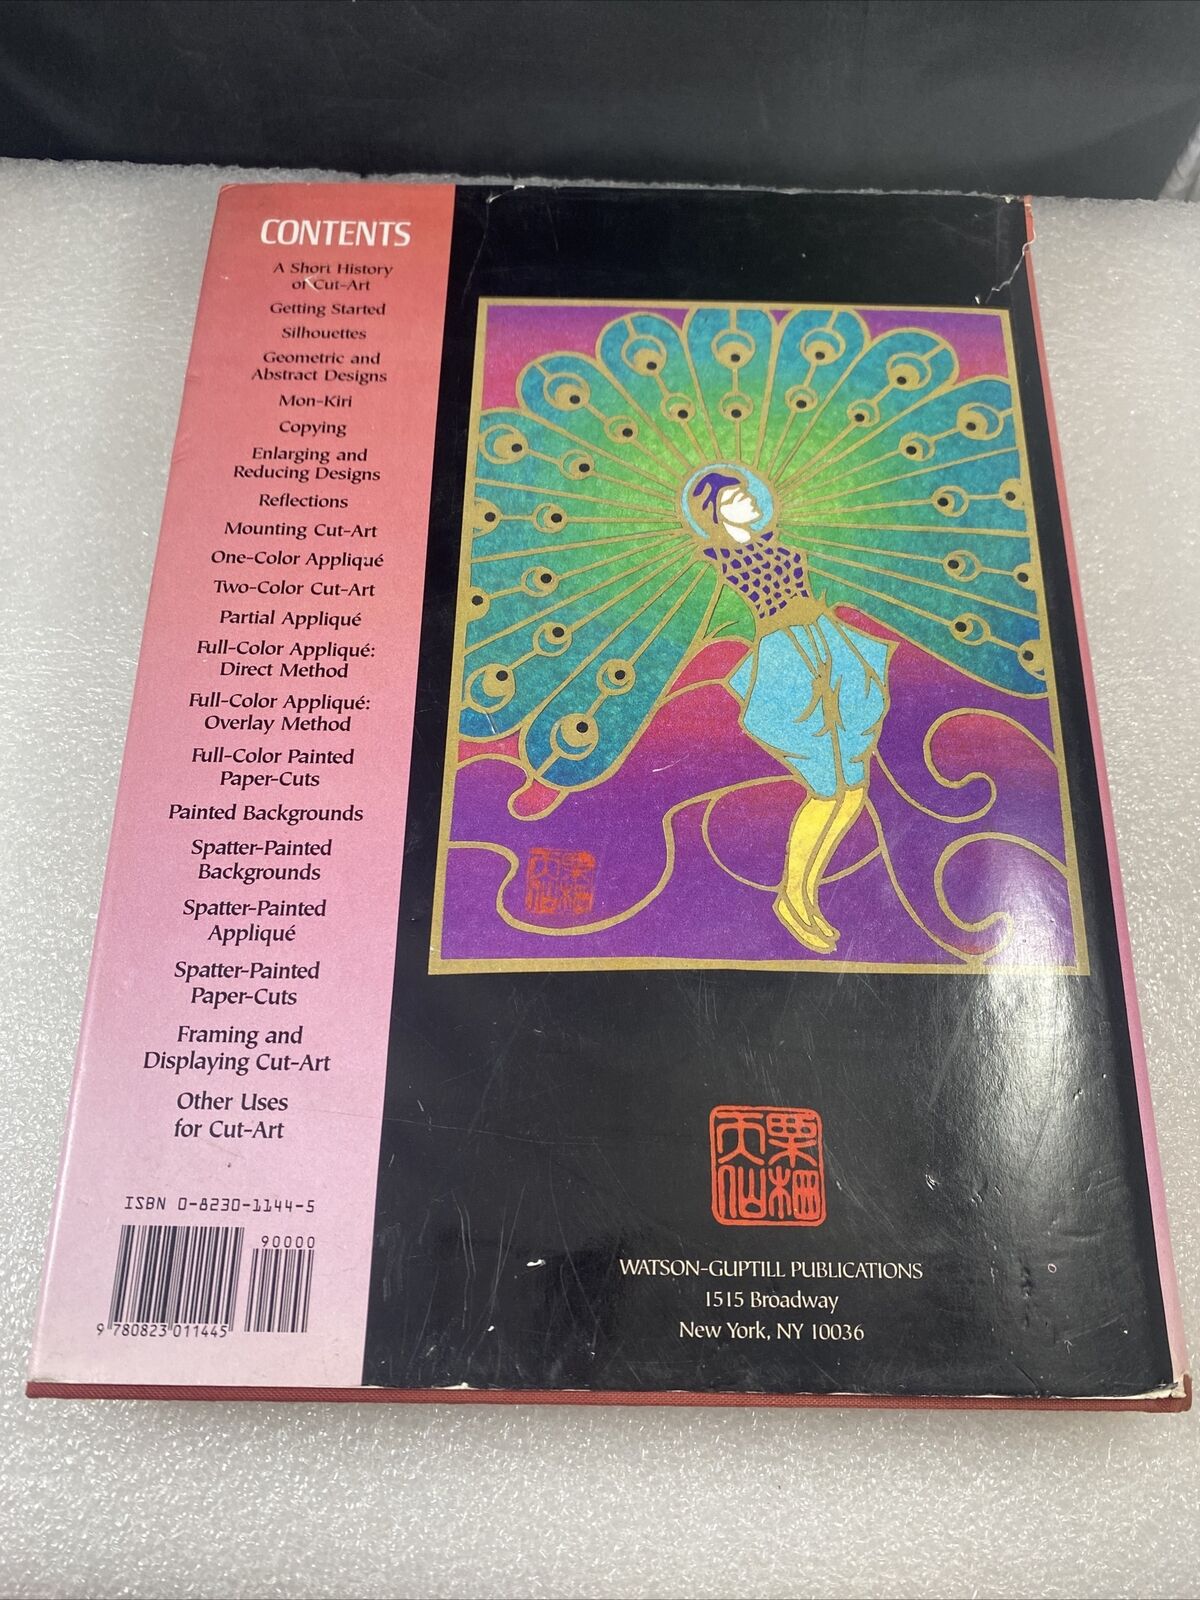 CONTENTS
A Short History
of Cut-Art
Getting Started
Silhouettes
Geometric and
Abstract Designs
Mon-Kiri
Copying
Enlarging and
Reducing Designs
Reflections
Mounting Cut-Art
One-Color Appliqué
Two-Color Cut-Art
Partial Appliqué
Full-Color Appliqué:
Direct Method
Full-Color Appliqué:
Overlay Method
Full-Color Painted
Paper-Cuts
Painted Backgrounds
Spatter-Painted
Backgrounds
Spatter-Painted
Appliqué
Spatter-Painted
Paper-Cuts
Framing and
Displaying Cut-Art
Other Uses
for Cut-Art
ISBN 0-8230-1144-5
90000
9 780823 011445
WATSON-GUPTILL PUBLICATIONS
1515 Broadway
New York, NY 10036